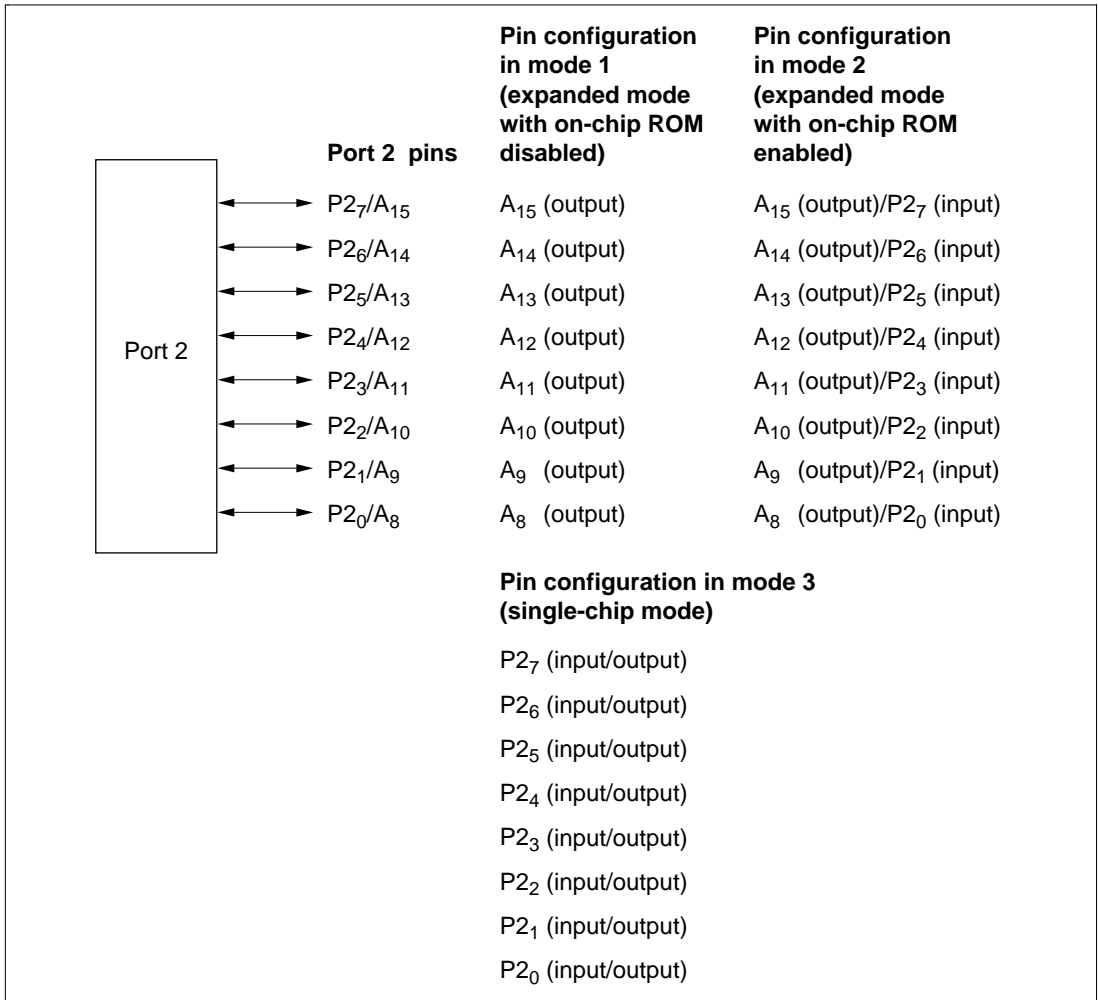 Pin configuration in mode 1 (expanded mode with on-chip ROM disabled)
Pin configuration in mode 2 (expanded mode with on-chip ROM enabled)
Port 2 pins
Port 2
P2₇/A₁₅ A₁₅ (output) A₁₅ (output)/P2₇ (input)
P2₆/A₁₄ A₁₄ (output) A₁₄ (output)/P2₆ (input)
P2₅/A₁₃ A₁₃ (output) A₁₃ (output)/P2₅ (input)
P2₄/A₁₂ A₁₂ (output) A₁₂ (output)/P2₄ (input)
P2₃/A₁₁ A₁₁ (output) A₁₁ (output)/P2₃ (input)
P2₂/A₁₀ A₁₀ (output) A₁₀ (output)/P2₂ (input)
P2₁/A₉ A₉ (output) A₉ (output)/P2₁ (input)
P2₀/A₈ A₈ (output) A₈ (output)/P2₀ (input)
Pin configuration in mode 3
(single-chip mode)
P2₇ (input/output)
P2₆ (input/output)
P2₅ (input/output)
P2₄ (input/output)
P2₃ (input/output)
P2₂ (input/output)
P2₁ (input/output)
P2₀ (input/output)